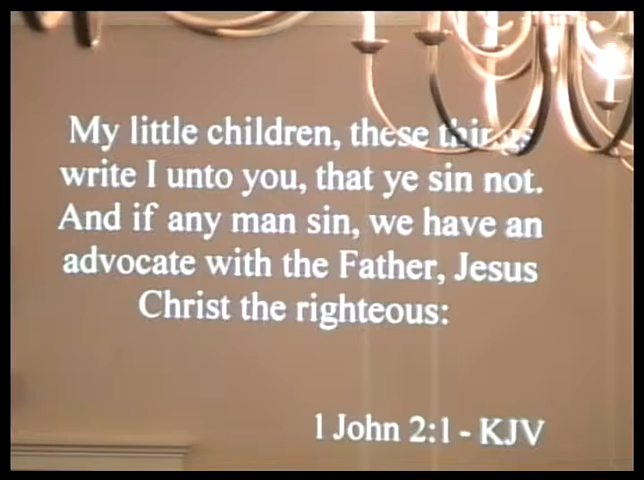 My little children, these things
write I unto you, that ye sin not.
And if any man sin, we have an
advocate with the Father, Jesus
Christ the righteous:
1 John 2:1 - KJV